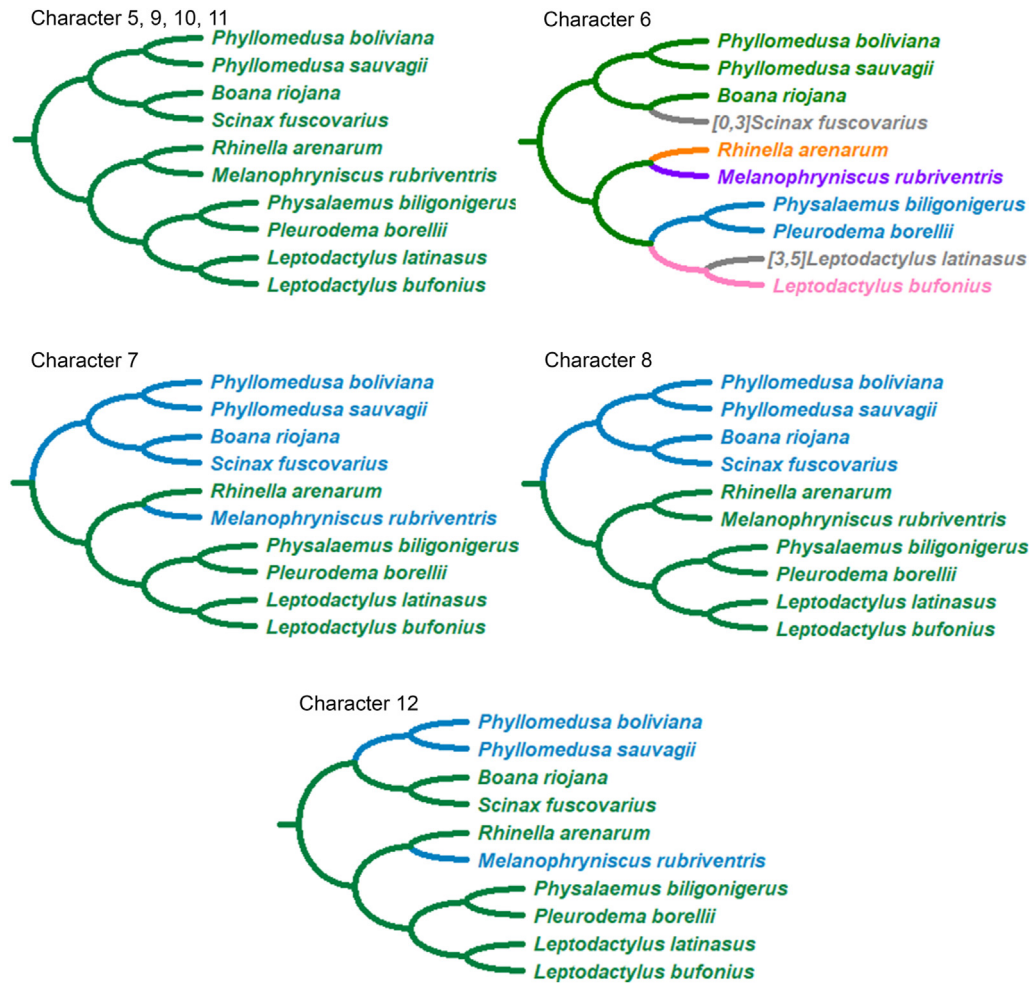 Character 5, 9, 10, 11
Phyllomedusa boliviana
Phyllomedusa sauvagii
Boana riojana
Scinax fuscovarius
Rhinella arenarum
Melanophryniscus rubriventris
Physalaemus biligonigerus
Pleurodema borellii
Leptodactylus latinasus
Leptodactylus bufonius
Character 6
Phyllomedusa boliviana
Phyllomedusa sauvagii
Boana riojana
[0,3]Scinax fuscovarius
Rhinella arenarum
Melanophryniscus rubriventris
Physalaemus biligonigerus
Pleurodema borellii
[3,5]Leptodactylus latinasus
Leptodactylus bufonius
Character 7
Phyllomedusa boliviana
Phyllomedusa sauvagii
Boana riojana
Scinax fuscovarius
Rhinella arenarum
Melanophryniscus rubriventris
Physalaemus biligonigerus
Pleurodema borellii
Leptodactylus latinasus
Leptodactylus bufonius
Character 8
Phyllomedusa boliviana
Phyllomedusa sauvagii
Boana riojana
Scinax fuscovarius
Rhinella arenarum
Melanophryniscus rubriventris
Physalaemus biligonigerus
Pleurodema borellii
Leptodactylus latinasus
Leptodactylus bufonius
Character 12
Phyllomedusa boliviana
Phyllomedusa sauvagii
Boana riojana
Scinax fuscovarius
Rhinella arenarum
Melanophryniscus rubriventris
Physalaemus biligonigerus
Pleurodema borellii
Leptodactylus latinasus
Leptodactylus bufonius